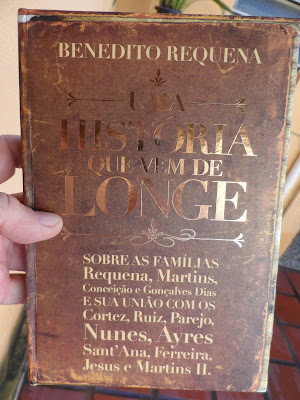 BENEDITO REQUENA
UMA
HISTÓRIA
QUE VEM DE
LONGE
SOBRE AS FAMÍLIAS
Requena, Martins,
Conceição e Gonçalves Dias
E SUA UNIÃO COM OS
Cortez, Ruiz, Parejo,
Nunes, Ayres
Sant'Ana, Ferreira,
Jesus e Martins II.